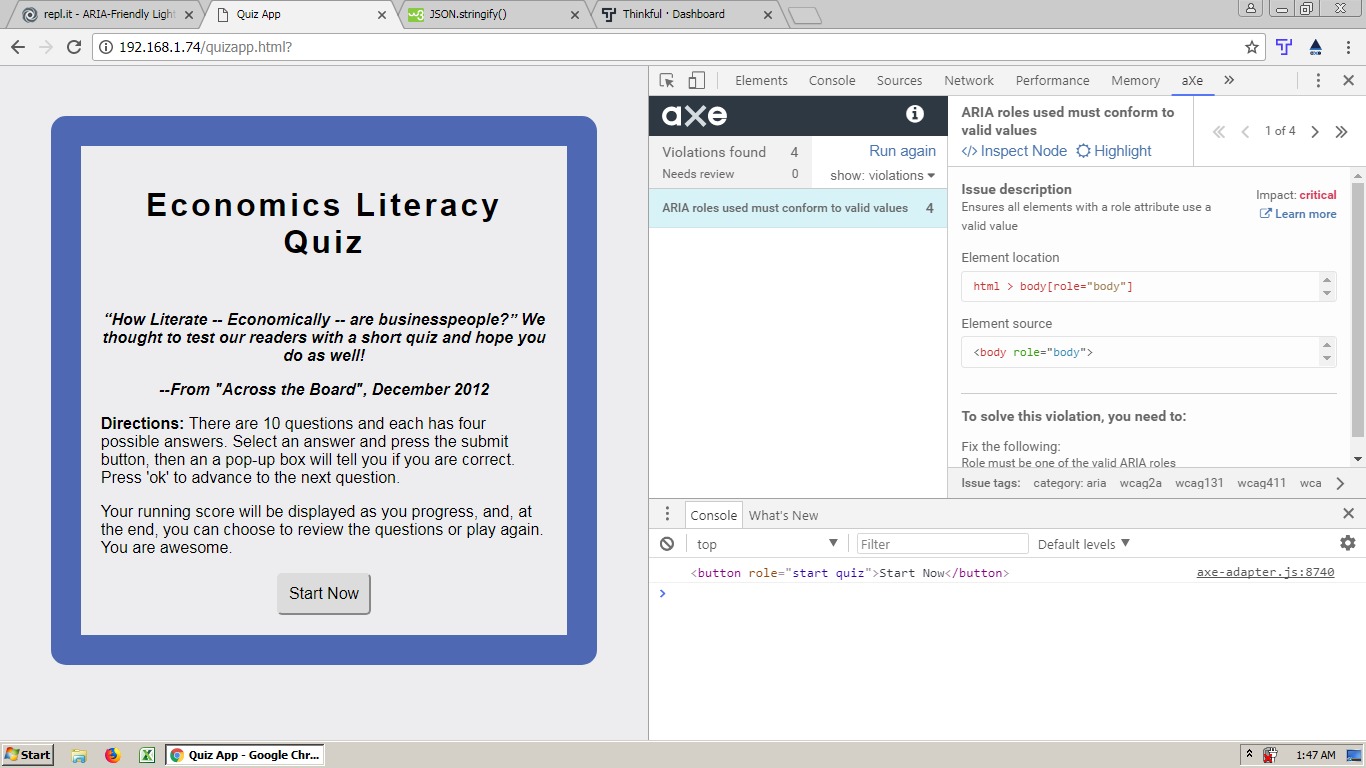 repl.it - ARIA-Friendly Light
Quiz App
JSON.stringify()
Thinkful · Dashboard
192.168.1.74/quizapp.html?
Elements Console Sources Network Performance Memory aXe
Economics Literacy
Quiz
“How Literate -- Economically -- are businesspeople?” We
thought to test our readers with a short quiz and hope you
do as well!
--From "Across the Board", December 2012
Directions: There are 10 questions and each has four
possible answers. Select an answer and press the submit
button, then an a pop-up box will tell you if you are correct.
Press 'ok' to advance to the next question.
Your running score will be displayed as you progress, and, at
the end, you can choose to review the questions or play again.
You are awesome.
Start Now
axe
Violations found 4
Run again
Needs review 0
show: violations
ARIA roles used must conform to valid values 4
ARIA roles used must conform to
valid values
</> Inspect Node Highlight
1 of 4
Issue description
Ensures all elements with a role attribute use a
valid value
Impact: critical
Learn more
Element location
html > body[role="body"]
Element source
<body role="body">
To solve this violation, you need to:
Fix the following:
Role must be one of the valid ARIA roles
Issue tags: category: aria wcag2a wcag131 wcag411 wca
Console What's New
top Filter Default levels
<button role="start quiz">Start Now</button> axe-adapter.js:8740
Start
Quiz App - Google Chr...
1:47 AM